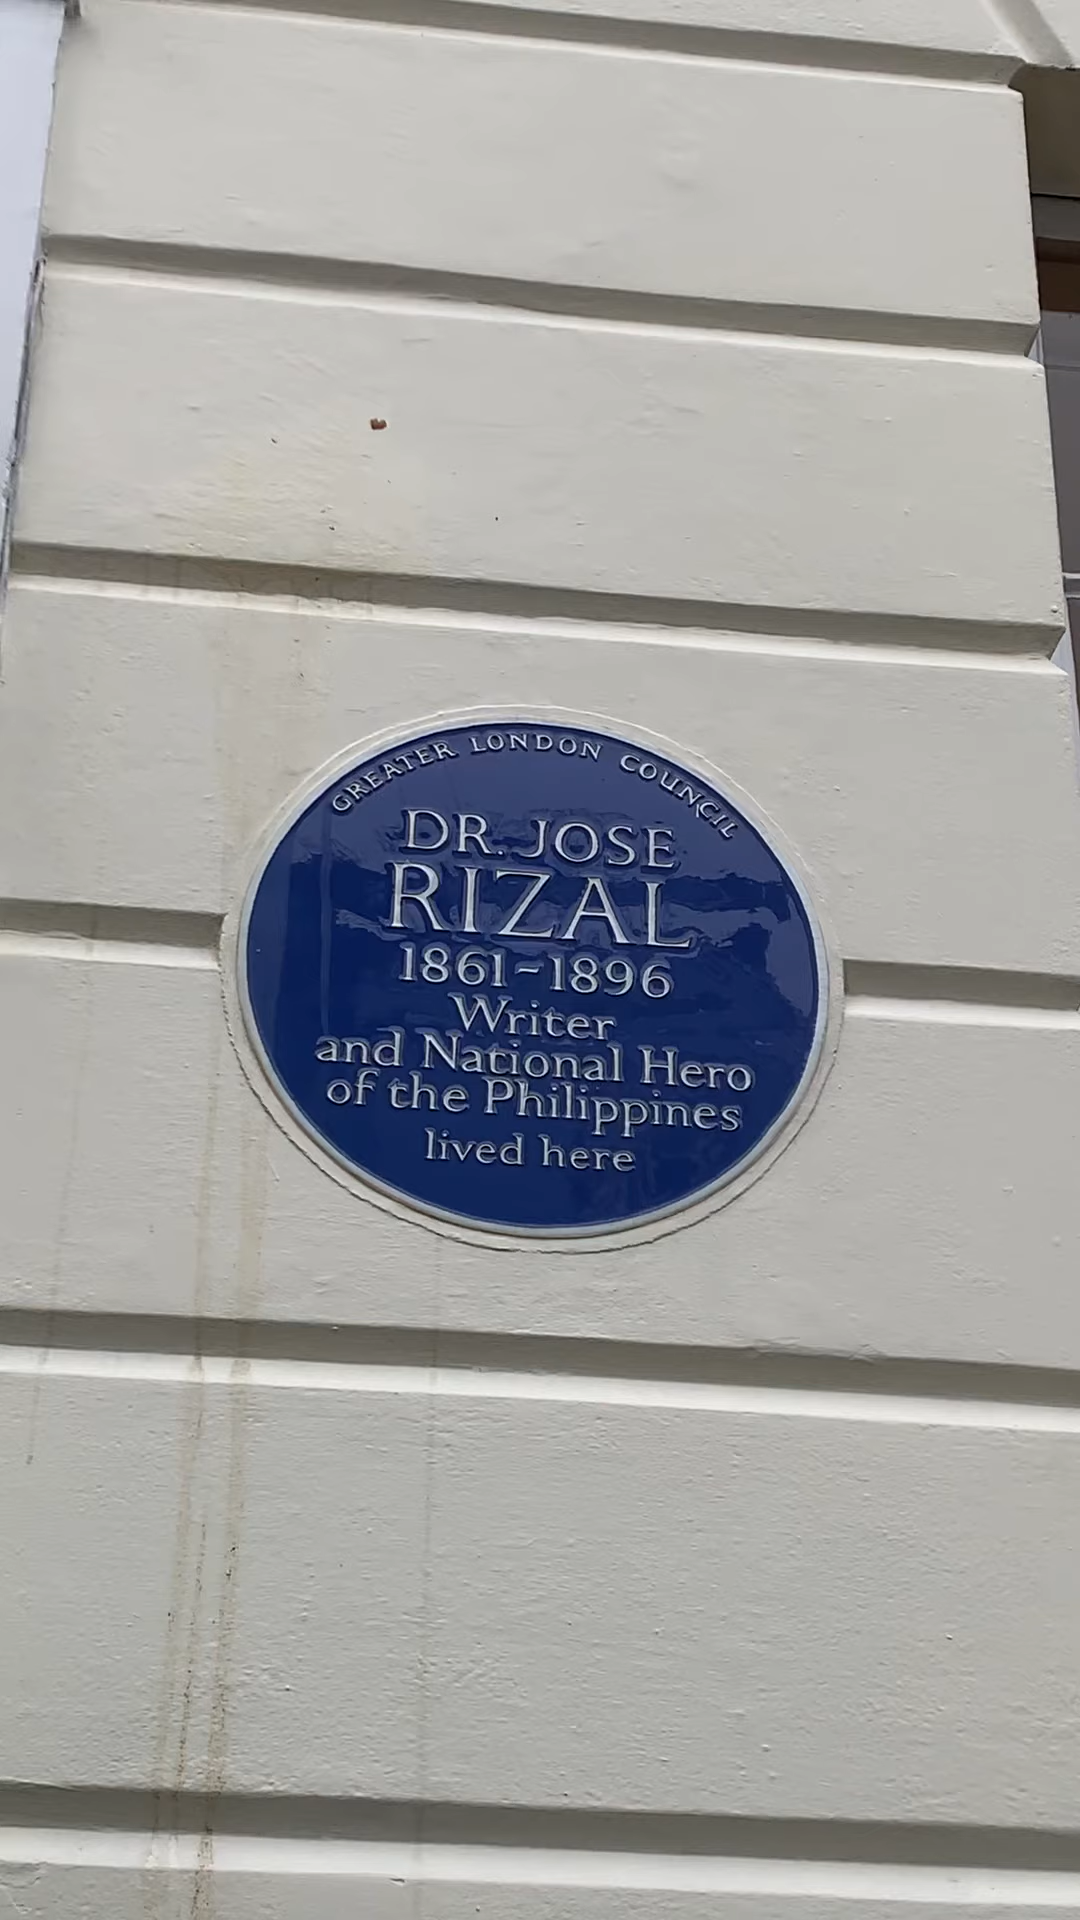 GREATER LONDON COUNCIL
DR. JOSE
RIZAL
1861-1896
Writer
and National Hero
of the Philippines
lived here